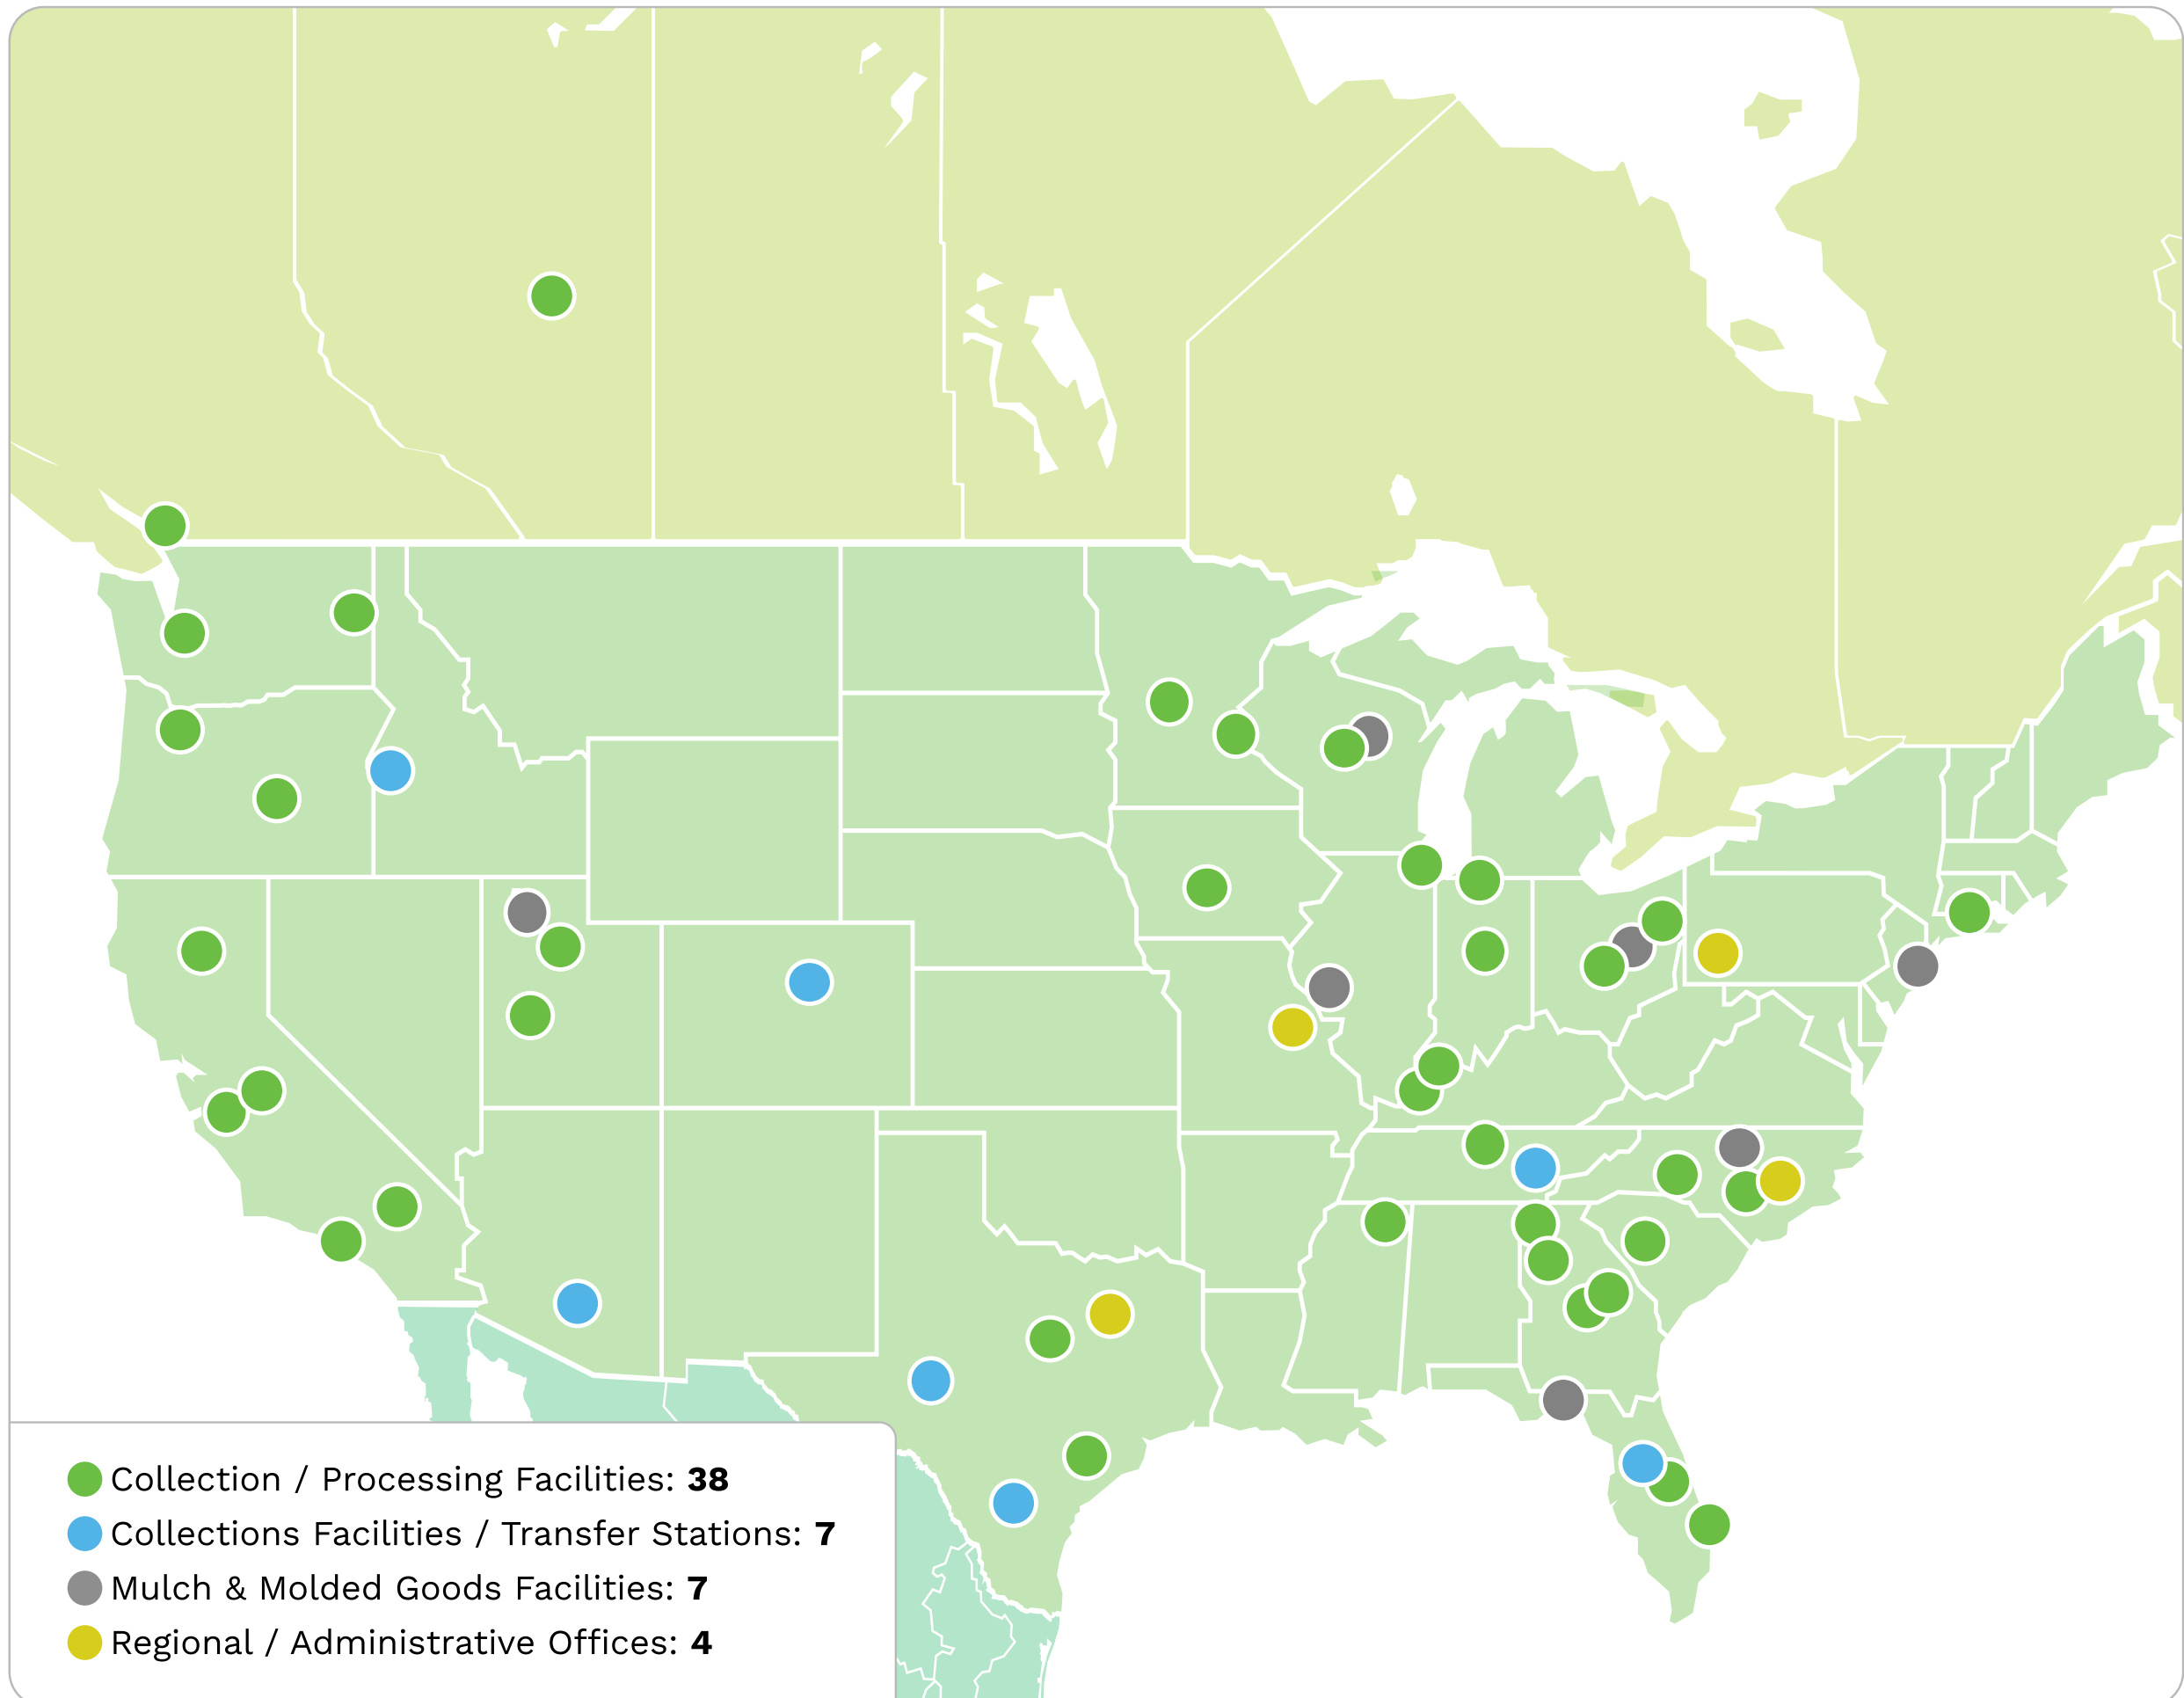 Collection / Processing Facilities: 38
Collections Facilities / Transfer Stations: 7
Mulch & Molded Goods Facilities: 7
Regional / Administrative Offices: 4